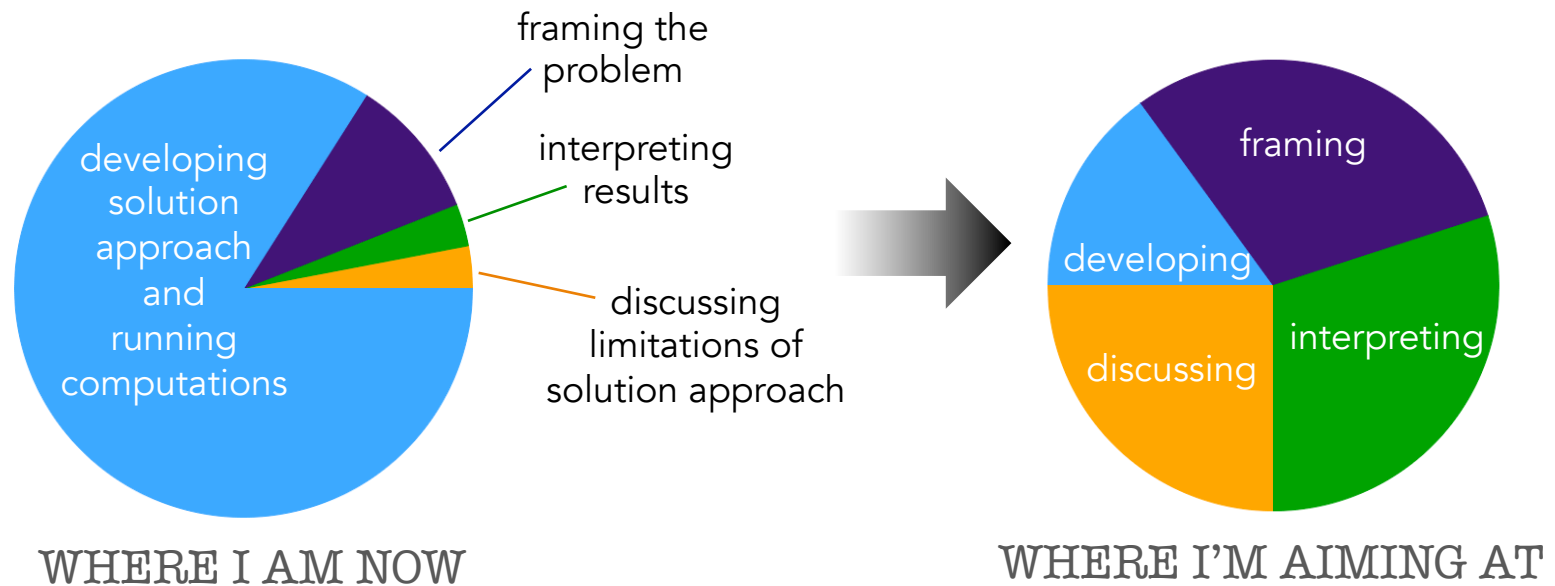 framing the
problem
interpreting
results
discussing
limitations of
solution approach
developing
solution
approach
and
running
computations
WHERE I AM NOW
framing
developing
interpreting
discussing
WHERE I'M AIMING AT